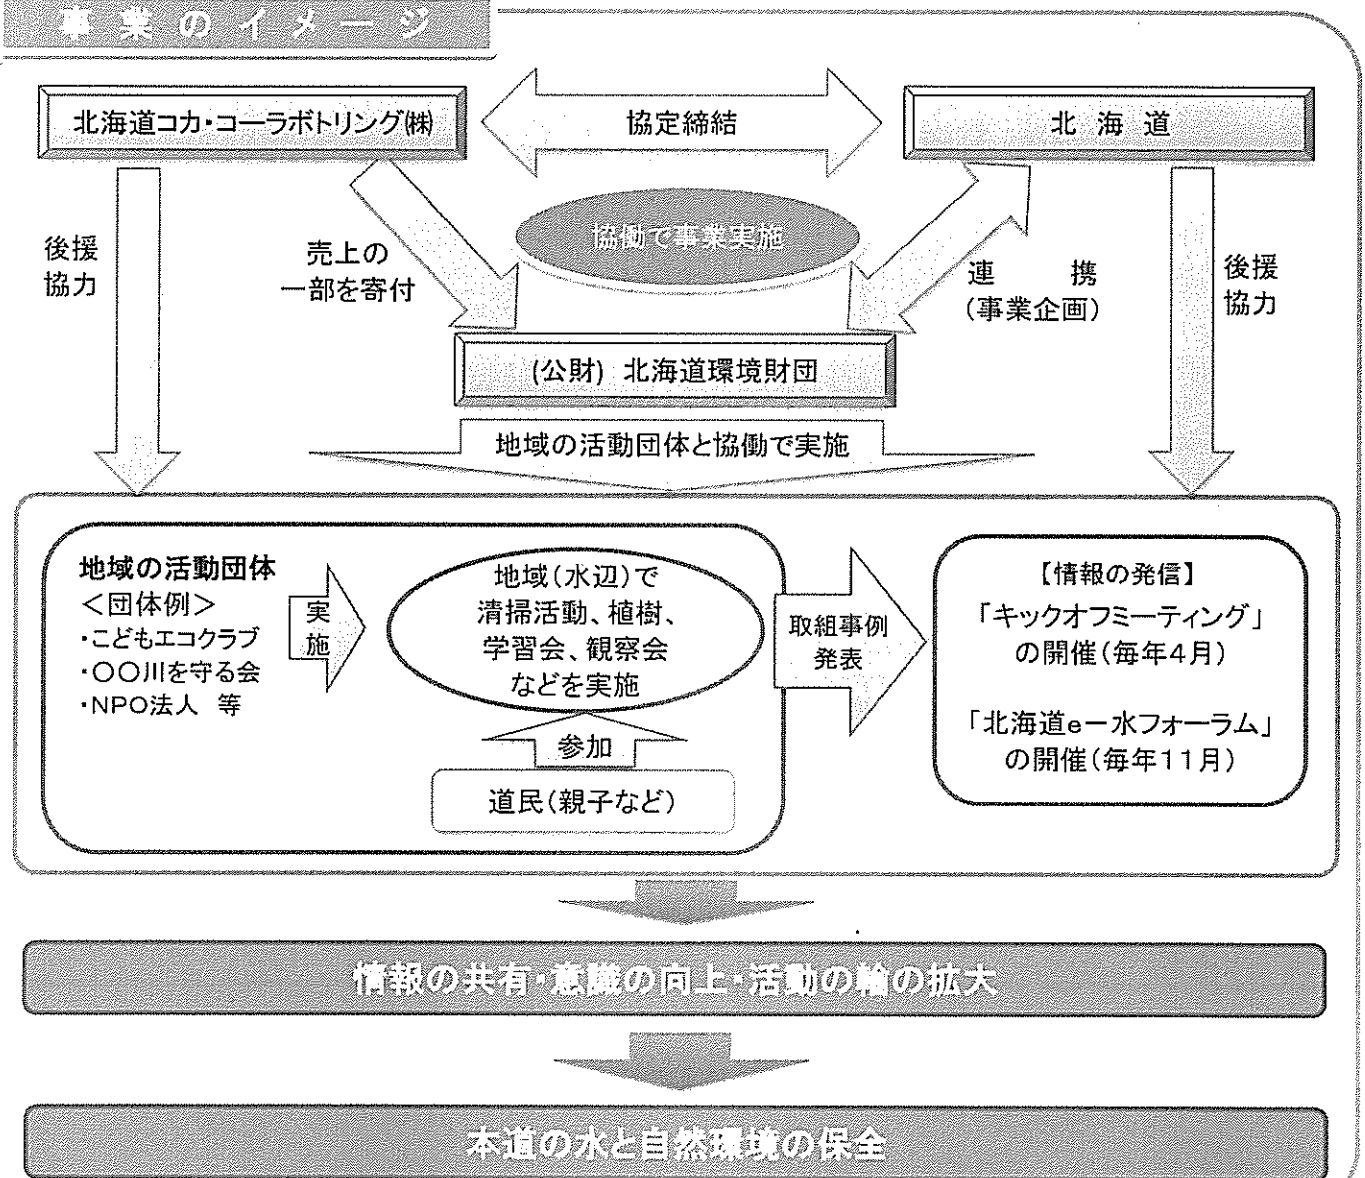 事業のイメージ
北海道コカ・コーラボトリング㈱
協定締結
北 海 道
後援
協力
売上の
一部を寄付
協働で事業実施
連 携
(事業企画)
後援
協力
(公財) 北海道環境財団
地域の活動団体と協働で実施
地域の活動団体
＜団体例＞
・こどもエコクラブ
・〇〇川を守る会
・NPO法人 等
実
施
地域(水辺)で
清掃活動、植樹、
学習会、観察会
などを実施
参加
道民(親子など)
取組事例
発表
【情報の発信】
「キックオフミーティング」
の開催(毎年4月)
「北海道eー水フォーラム」
の開催(毎年11月)
情報の共有・意識の向上・活動の輪の拡大
本道の水と自然環境の保全